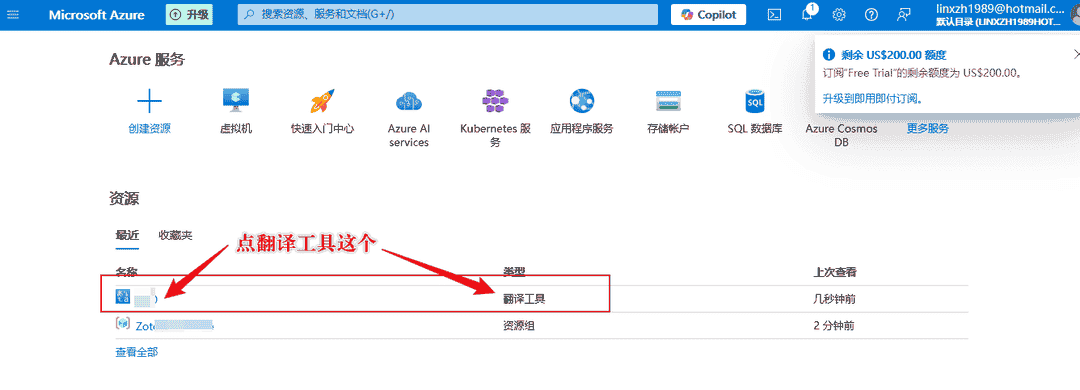 Microsoft Azure
升级
搜索资源、服务和文档(G+/)
Copilot
1
linxzh1989@hotmail.c...
默认目录 (LINXZH1989HOT...
剩余 US$200.00 额度
订阅"Free Trial"的剩余额度为 US$200.00。
升级到即用即付订阅。
Azure 服务
创建资源
虚拟机
快速入门中心
Azure AI
services
Kubernetes 服
务
应用程序服务
存储帐户
SQL
SQL 数据库
Azure Cosmos
DB
更多服务
资源
最近
收藏夹
点翻译工具这个
名称
类型
上次查看
翻译工具
几秒钟前
Zot
资源组
2 分钟前
查看全部